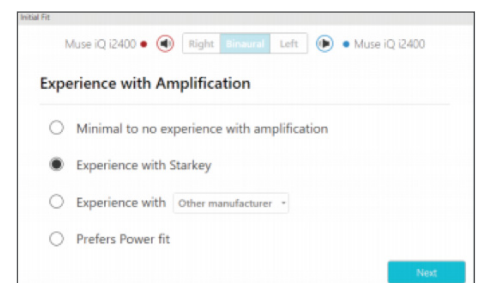 Initial Fit
Muse iQ i2400 Right Binaural Left Muse iQ i2400
Experience with Amplification
Minimal to no experience with amplification
Experience with Starkey
Experience with Other manufacturer
Prefers Power fit
Next